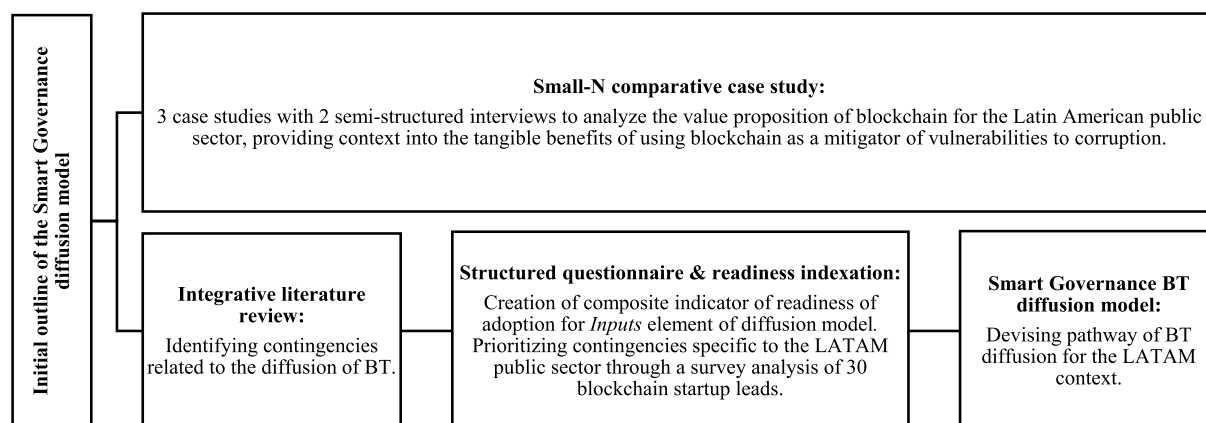 Initial outline of the Smart Governance
diffusion model
Small-N comparative case study:
3 case studies with 2 semi-structured interviews to analyze the value proposition of blockchain for the Latin American public
sector, providing context into the tangible benefits of using blockchain as a mitigator of vulnerabilities to corruption.
Integrative literature
review:
Identifying contingencies
related to the diffusion of BT.
Structured questionnaire & readiness indexation:
Creation of composite indicator of readiness of
adoption for Inputs element of diffusion model.
Prioritizing contingencies specific to the LATAM
public sector through a survey analysis of 30
blockchain startup leads.
Smart Governance BT
diffusion model:
Devising pathway of BT
diffusion for the LATAM
context.